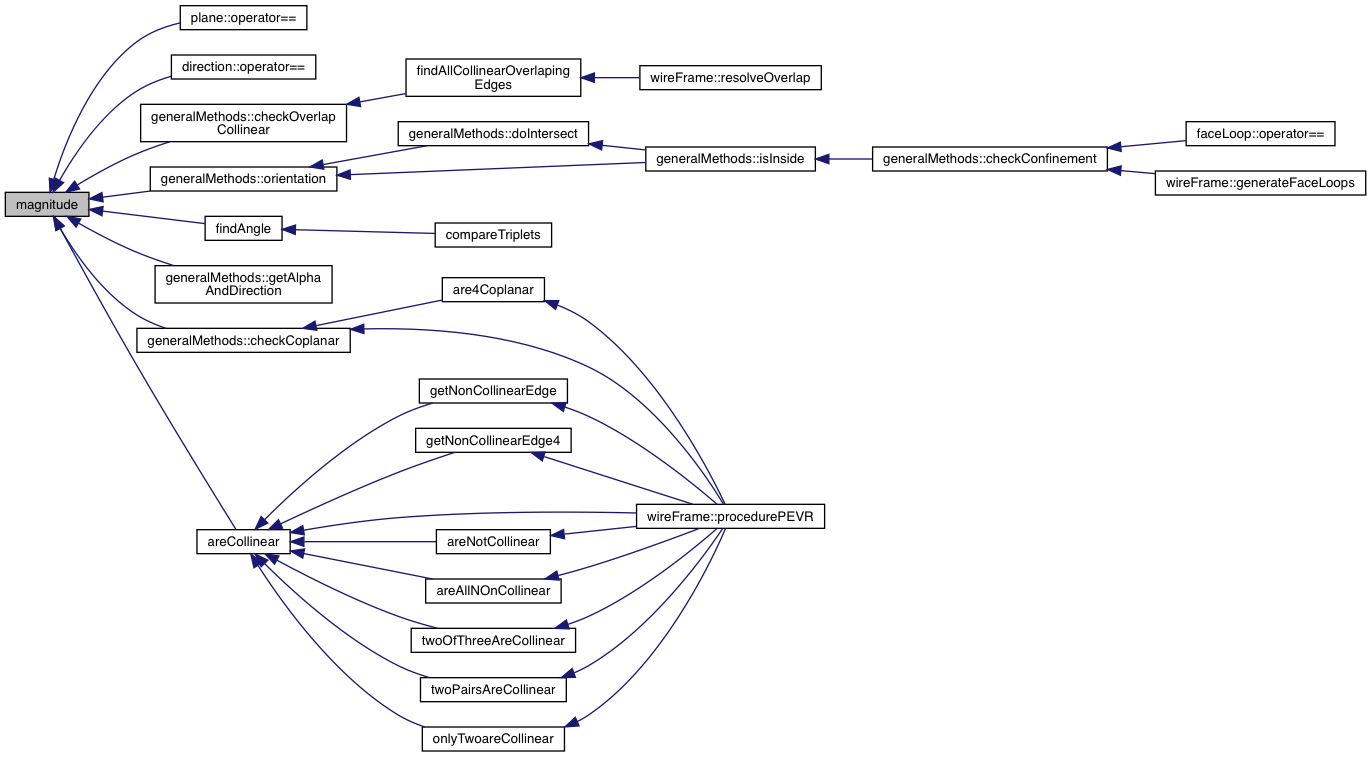 plane::operator==
direction::operator==
findAllCollinearOverlaping
Edges
wireFrame::resolveOverlap
generalMethods::checkOverlap
Collinear
generalMethods::doIntersect
faceLoop::operator==
generalMethods::isInside
generalMethods::checkConfinement
generalMethods::orientation
wireFrame::generateFaceLoops
magnitude
findAngle
compareTriplets
generalMethods::getAlpha
AndDirection
are4Coplanar
generalMethods::checkCoplanar
getNonCollinearEdge
getNonCollinearEdge4
wireFrame::procedurePEVR
areCollinear
areNotCollinear
areAllNOnCollinear
twoOfThreeAreCollinear
twoPairsAreCollinear
onlyTwoareCollinear